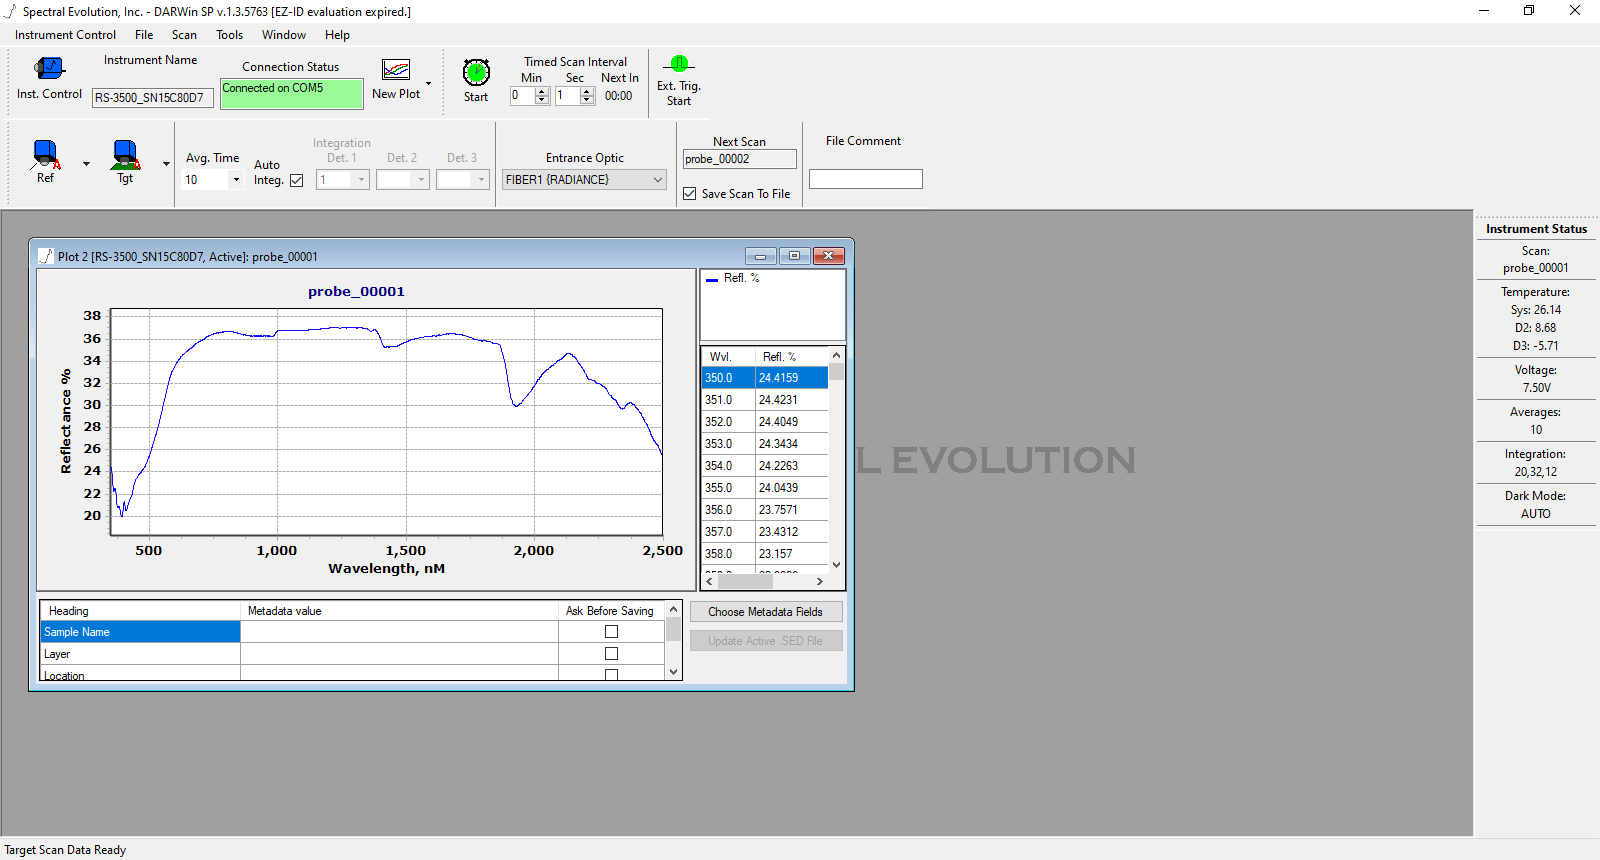 Spectral Evolution, Inc. - DARWin SP v.1.3.5763 [EZ-ID evaluation expired.]
Instrument Control File Scan Tools Window Help
Inst. Control
Instrument Name
RS-3500_SN15C80D7
Connection Status
Connected on COM5
New Plot
Start
Timed Scan Interval
Min Sec Next In
0 1 00:00
Ext. Trig.
Start
Ref
Tgt
Avg. Time
10
Auto
Integ.
Integration
Det. 1 Det. 2 Det. 3
1
Entrance Optic
FIBER1 {RADIANCE}
Next Scan
probe_00002
Save Scan To File
File Comment
Plot 2 [RS-3500_SN15C80D7, Active]: probe_00001
probe_00001
Reflectance %
38
36
34
32
30
28
26
24
22
20
500 1,000 1,500 2,000 2,500
Wavelength, nM
Refl. %
Wvl. Refl. %
350.0 24.4159
351.0 24.4231
352.0 24.4049
353.0 24.3434
354.0 24.2263
355.0 24.0439
356.0 23.7571
357.0 23.4312
358.0 23.157
Heading Metadata value Ask Before Saving
Sample Name
Layer
Location
Choose Metadata Fields
Update Active .SED File
L EVOLUTION
Instrument Status
Scan:
probe_00001
Temperature:
Sys: 26.14
D2: 8.68
D3: -5.71
Voltage:
7.50V
Averages:
10
Integration:
20,32,12
Dark Mode:
AUTO
Target Scan Data Ready